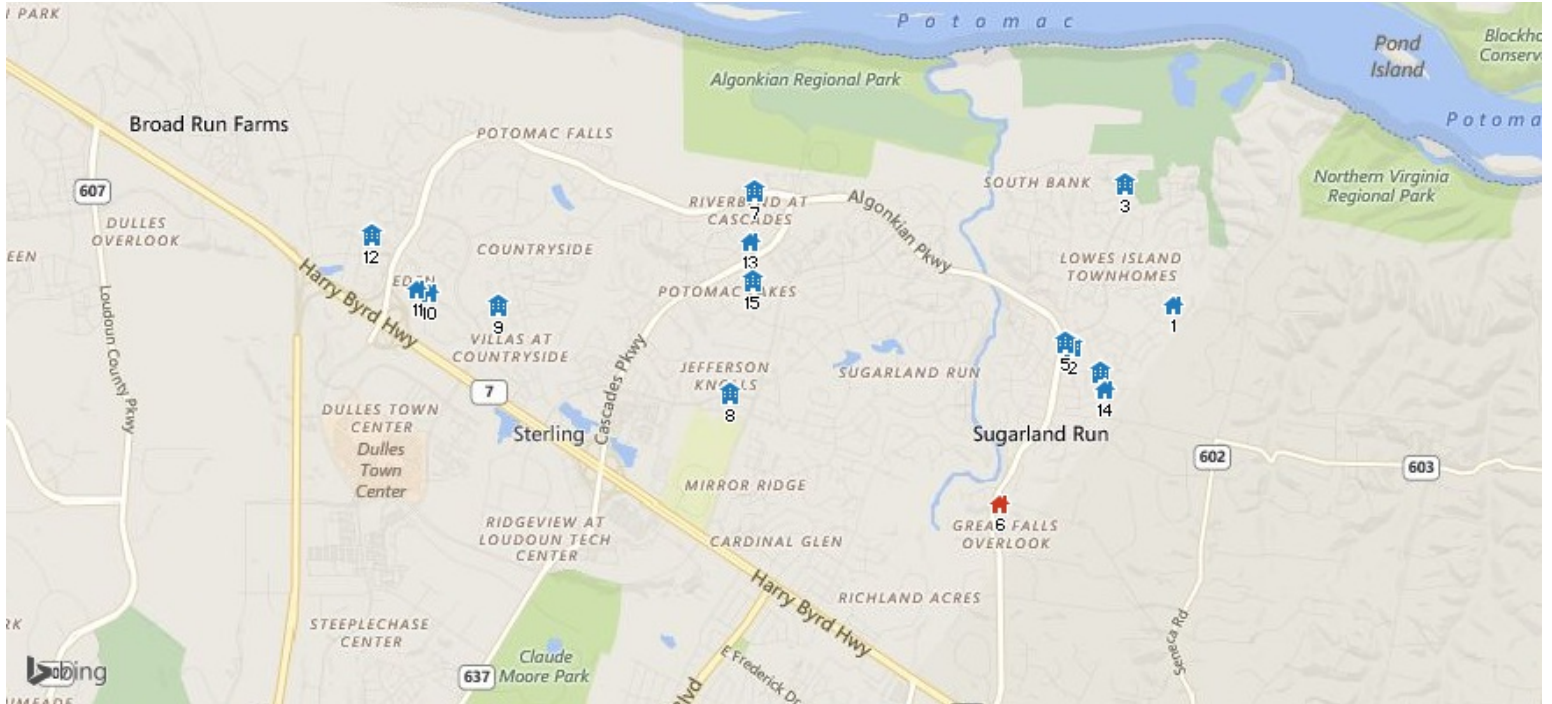 N PARK
Potomac
Pond
Island
Conserv
Algonkian Regional Park
Broad Run Farms
POTOMAC FALLS
Potoma
607
SOUTH BANK
3
Northern Virginia
Regional Park
7
RIVERBEND AT
CASCADES
Algonkian Pkwy
DULLES
OVERLOOK
EEN
12
COUNTRYSIDE
13
LOWES ISLAND
TOWNHOMES
Harry Byrd Hwy
EDEN
11
10
9
POTOMAC LAKES
15
1
Loudoun County Pkwy
VILLAS AT
COUNTRYSIDE
Cascades Pkwy
5
2
JEFFERSON
KNOLLS
8
SUGARLAND RUN
7
14
DULLES TOWN
CENTER
Dulles
Town
Center
Sterling
Sugarland Run
602
603
MIRROR RIDGE
6
GREAT FALLS
OVERLOOK
RIDGEVIEW AT
LOUDOUN TECH
CENTER
CARDINAL GLEN
Harry Byrd Hwy
RICHLAND ACRES
STEEPLECHASE
CENTER
RK
Seneca Rd
Claude
Moore Park
637
E Frederick Dr
Blvd
bing